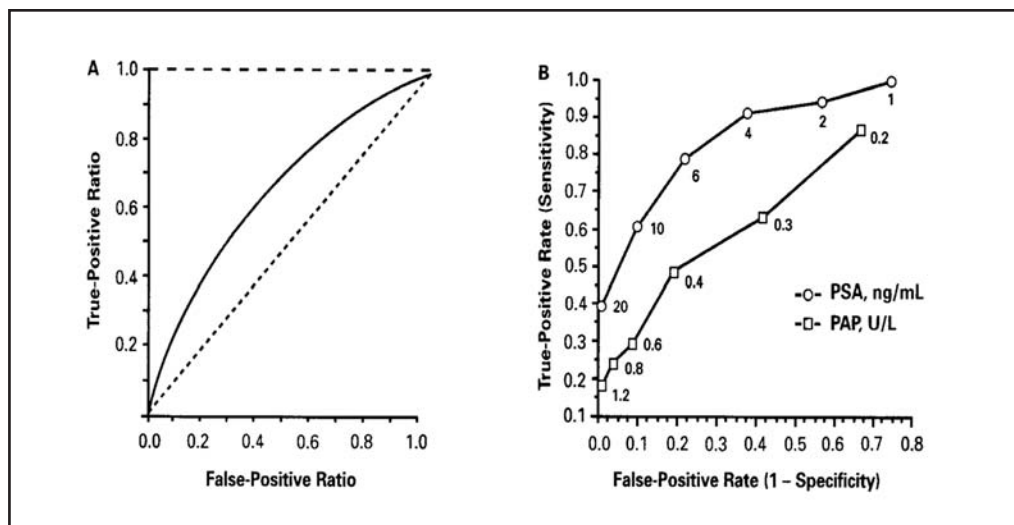 A
1.0
0.8
0.6
0.4
0.2
0.0 0.2 0.4 0.6 0.8 1.0
True-Positive Ratio
False-Positive Ratio
B
1.0
0.9
0.8
0.7
0.6
0.5
0.4
0.3
0.2
0.1
0.0 0.1 0.2 0.3 0.4 0.5 0.6 0.7 0.8
True-Positive Rate (Sensitivity)
False-Positive Rate (1 – Specificity)
1
2
4
6
10
20
0.2
0.3
0.4
0.6
0.8
1.2
PSA, ng/mL
PAP, U/L